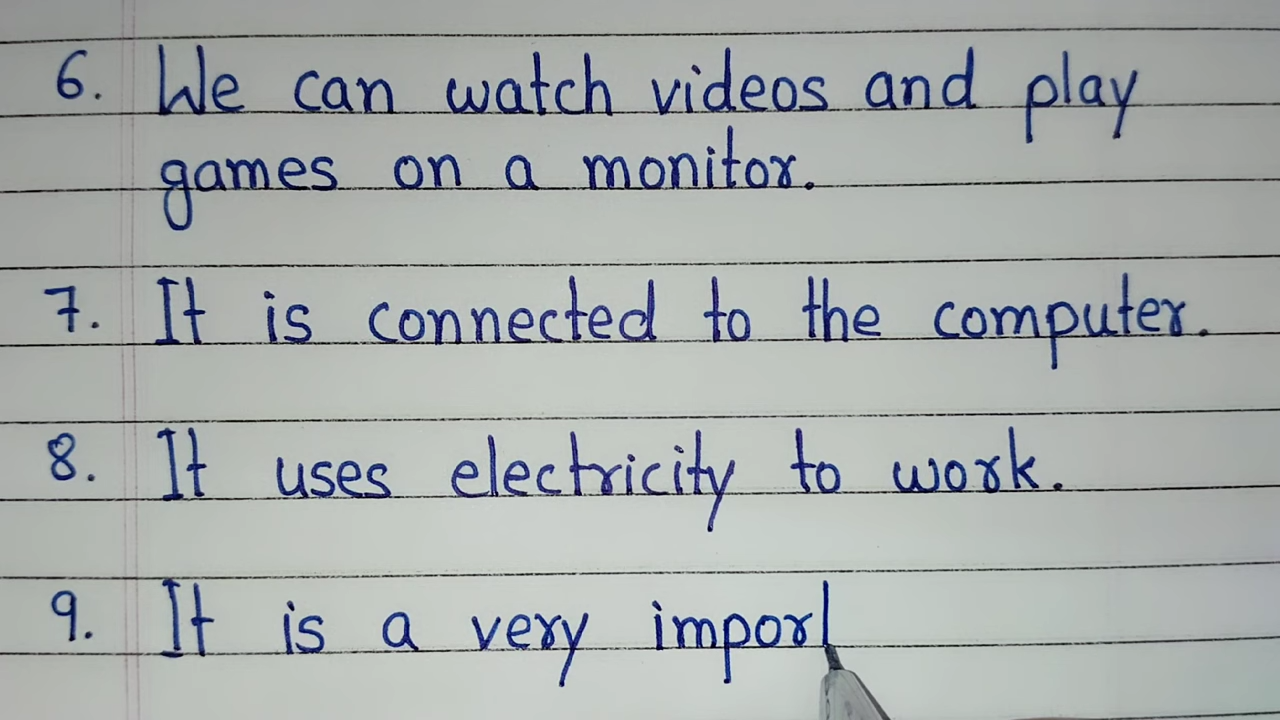 6. We can watch videos and play
games on a monitor.
7. It is connected to the computer.
8. It uses electricity to work.
9. It is a very impor